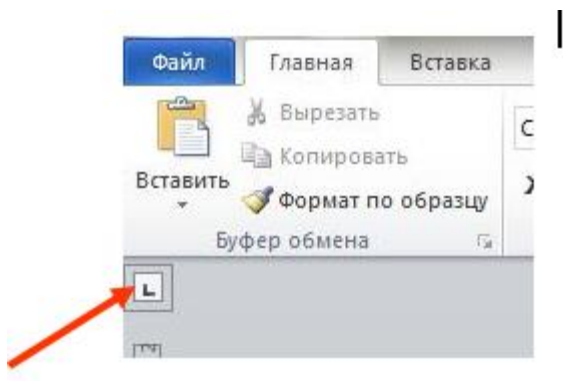 Файл Главная Вставка
Вырезать
Копировать
Вставить
Формат по образцу
Буфер обмена